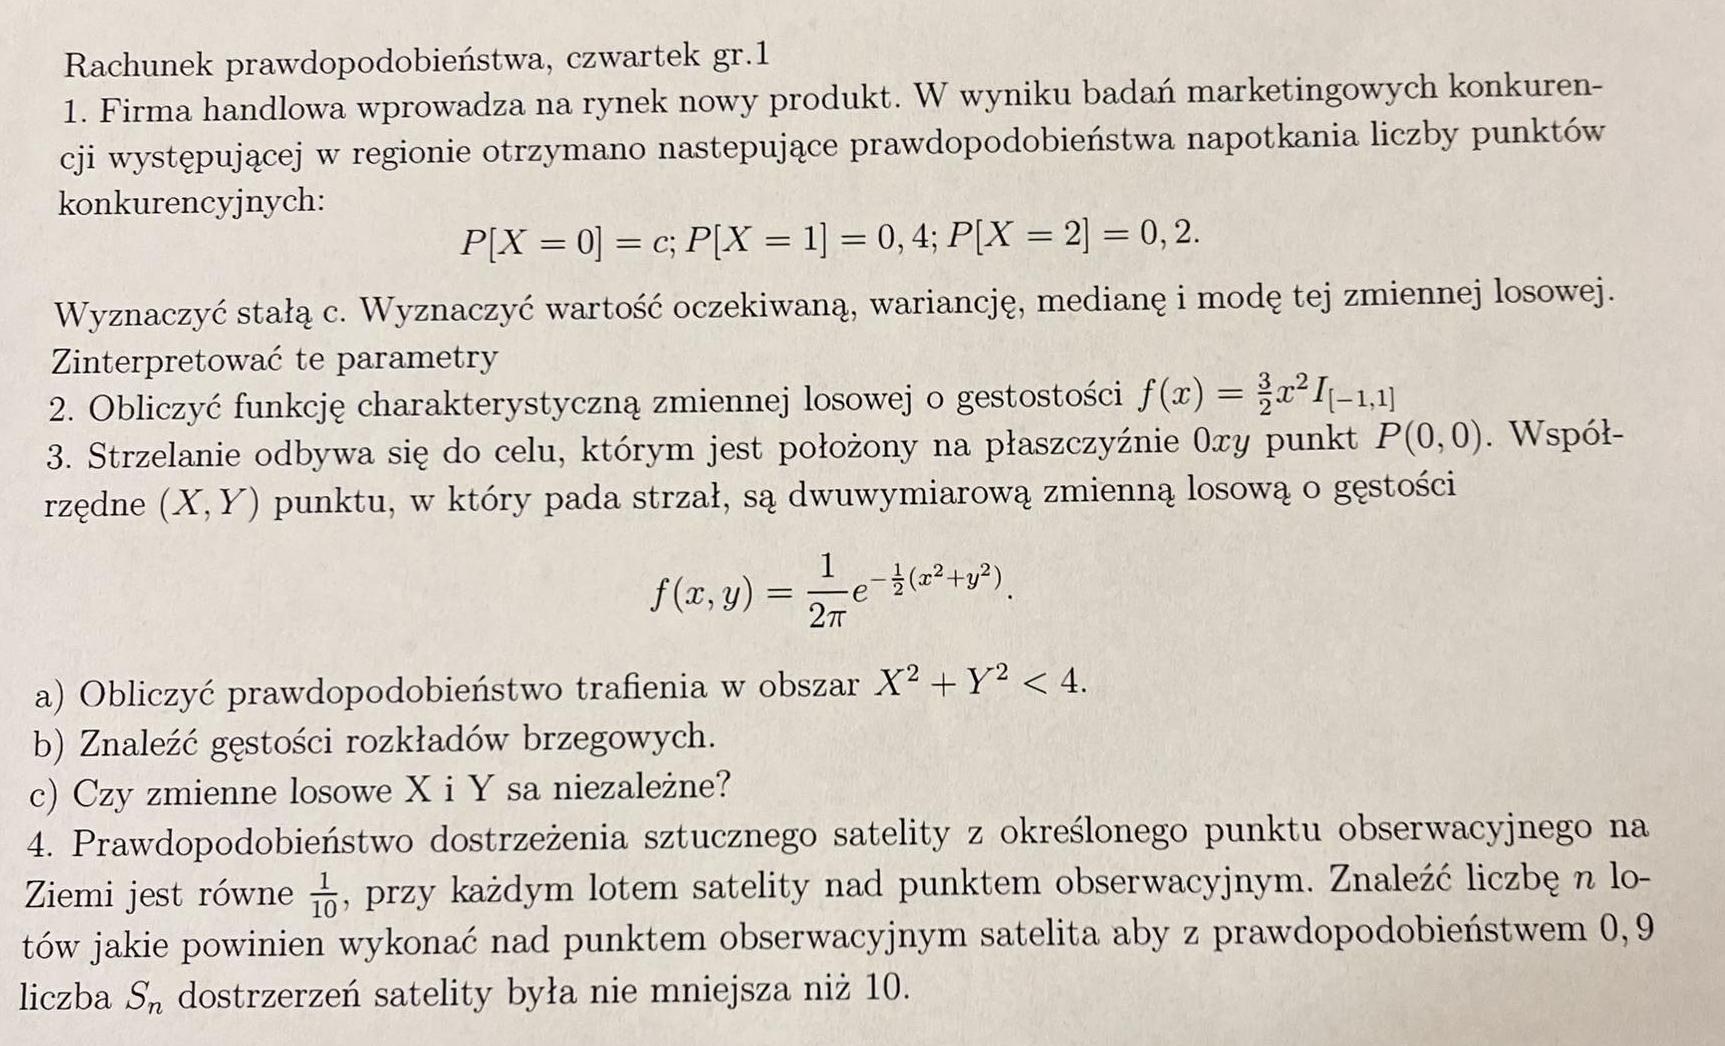 Rachunek prawdopodobieństwa, czwartek gr.1
1. Firma handlowa wprowadza na rynek nowy produkt. W wyniku badań marketingowych konkuren-
cji występującej w regionie otrzymano nastepujące prawdopodobieństwa napotkania liczby punktów
konkurencyjnych:
P[X = 0] = c; P[X = 1] = 0, 4; P[X = 2] = 0, 2.
Wyznaczyć stałą c. Wyznaczyć wartość oczekiwaną, wariancję, medianę i modę tej zmiennej losowej.
Zinterpretować te parametry
2. Obliczyć funkcję charakterystyczną zmiennej losowej o gestostości f(x) = \frac{3}{2}x^2 I_{[-1,1]}
3. Strzelanie odbywa się do celu, którym jest położony na płaszczyźnie 0xy punkt P(0,0). Współ-
rzędne (X, Y) punktu, w który pada strzał, są dwuwymiarową zmienną losową o gęstości
f(x, y) = \frac{1}{2\pi} e^{-\frac{1}{2}(x^2+y^2)}.
a) Obliczyć prawdopodobieństwo trafienia w obszar X^2 + Y^2 < 4.
b) Znaleźć gęstości rozkładów brzegowych.
c) Czy zmienne losowe X i Y sa niezależne?
4. Prawdopodobieństwo dostrzeżenia sztucznego satelity z określonego punktu obserwacyjnego na
Ziemi jest równe \frac{1}{10}, przy każdym lotem satelity nad punktem obserwacyjnym. Znaleźć liczbę n lo-
tów jakie powinien wykonać nad punktem obserwacyjnym satelita aby z prawdopodobieństwem 0, 9
liczba S_n dostrzerzeń satelity była nie mniejsza niż 10.